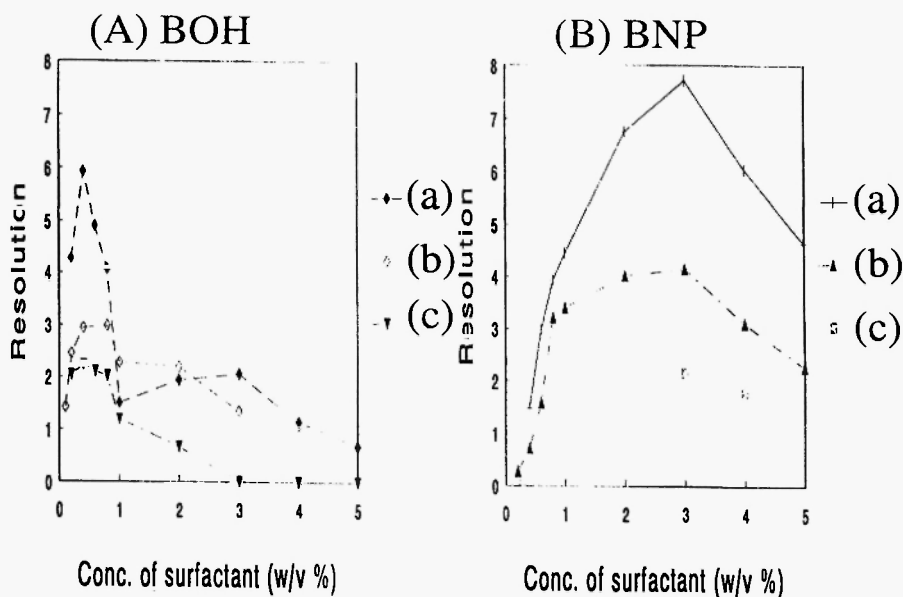 (A) BOH
8
7
6
5
4
3
2
1
0
Resolution
0 1 2 3 4 5
Conc. of surfactant (w/v %)
(a)
(b)
(c)
(B) BNP
8
7
6
5
4
3
2
1
0
Resolution
0 1 2 3 4 5
Conc. of surfactant (w/v %)
(a)
(b)
(c)